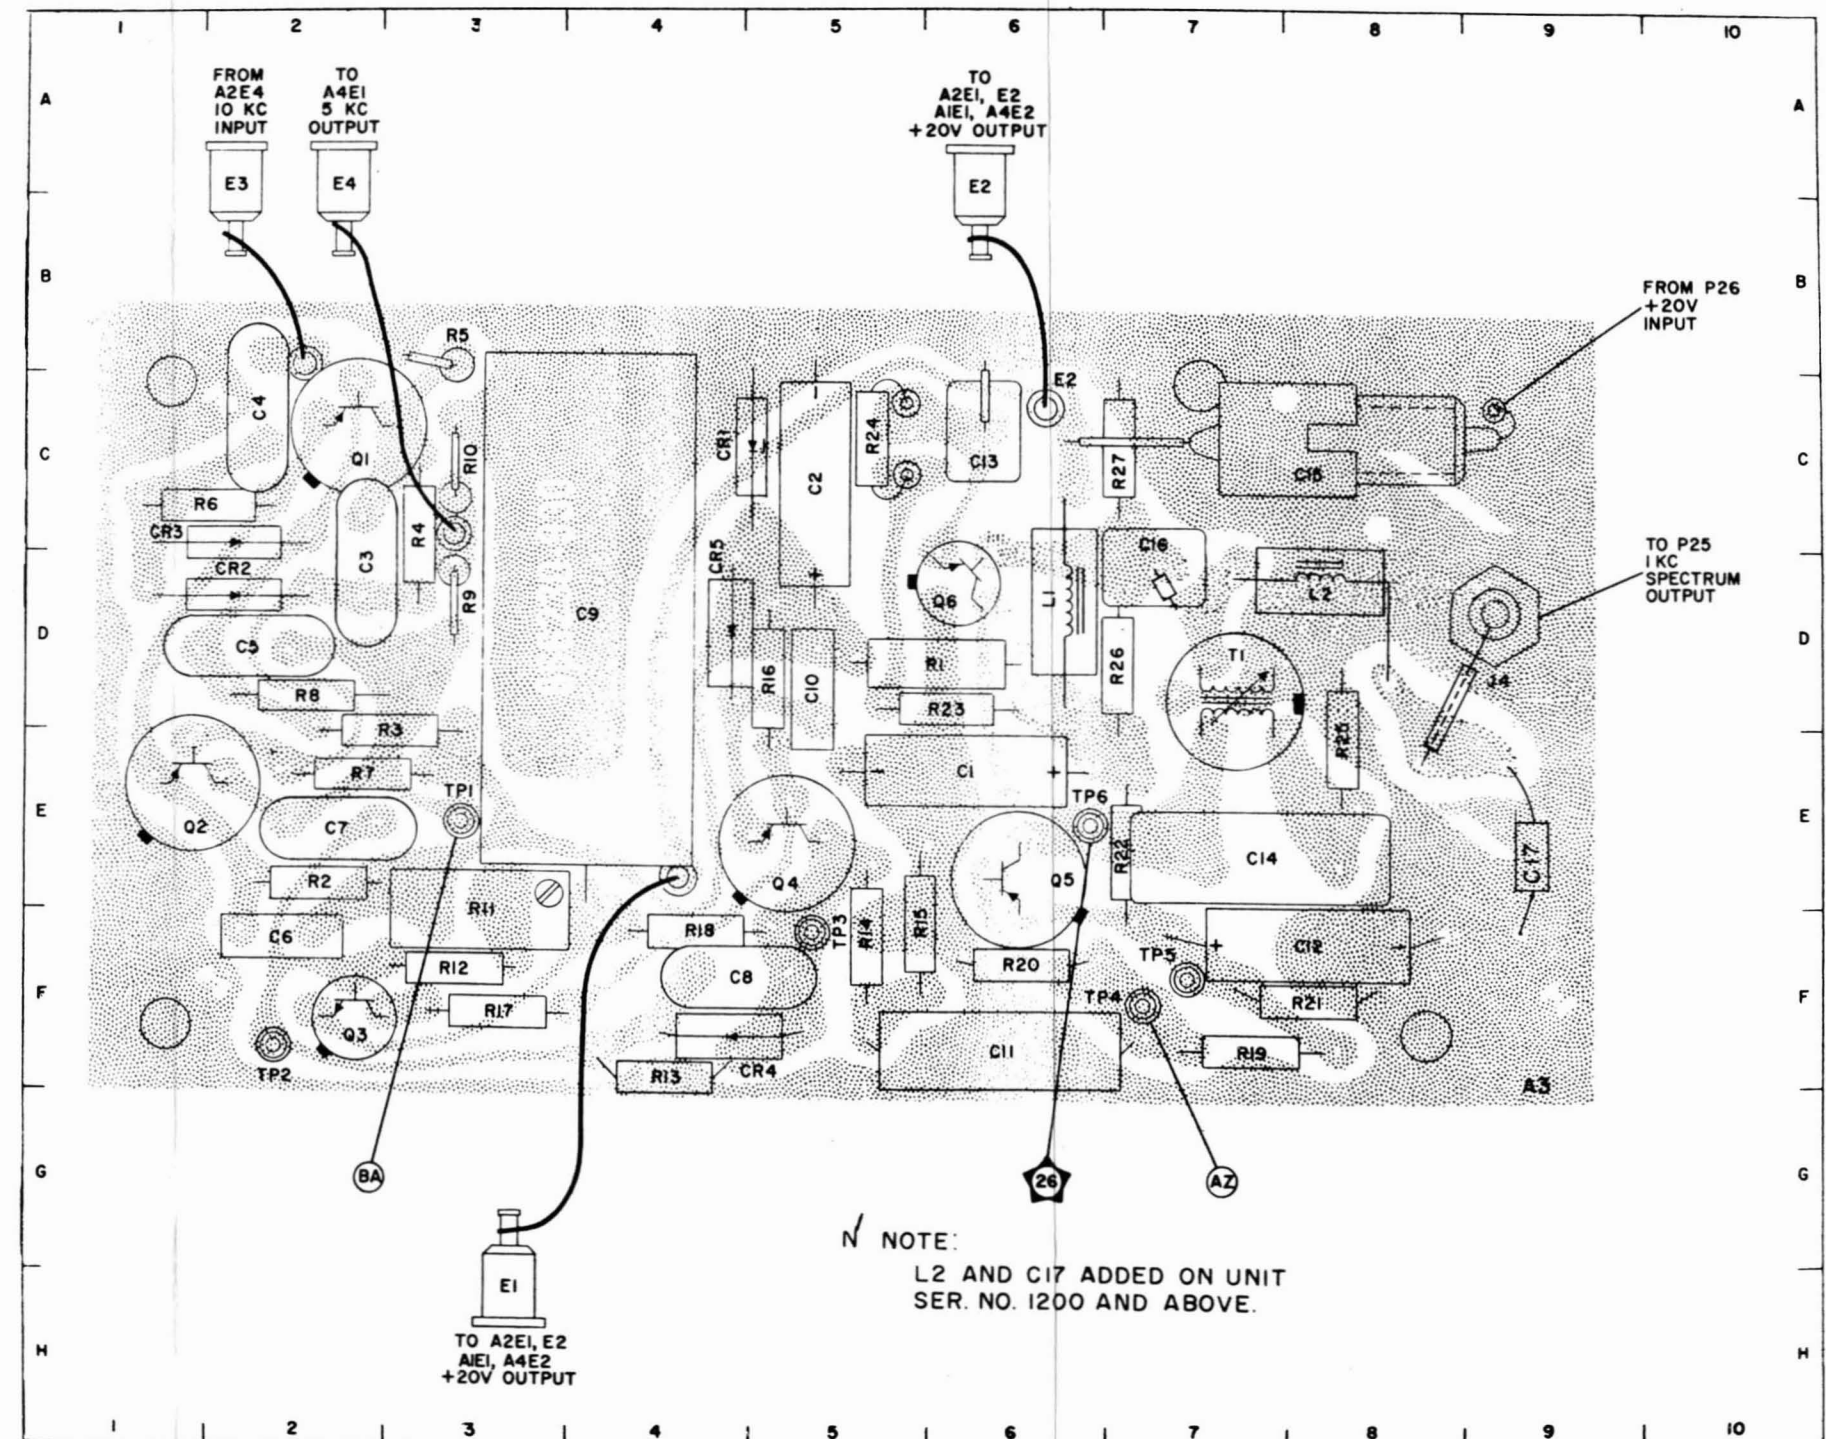 1 2 3 4 5 6 7 8 9 10
A A
FROM
A2E4
10 KC
INPUT
TO
A4E1
5 KC
OUTPUT
TO
A2E1, E2
A1E1, A4E2
+20V OUTPUT
E3
E4
E2
B B
FROM P26
+20V
INPUT
R5
E2
C4
Q1
R10
CR1
C2
R24
C13
R27
C15
C C
R6
CR3
CR2
C3
R4
R9
C9
CR5
Q6
L1
C16
L2
TO P25
1 KC
SPECTRUM
OUTPUT
D D
C5
R8
R16
C10
R1
R23
R26
T1
J4
R3
R7
TP1
C1
TP6
R25
E E
Q2
C7
Q4
Q5
R22
C14
C17
R2
R11
C6
R18
TP3
R14
R15
C12
R12
C8
R20
TP5
F F
R17
TP4
R21
Q3
TP2
R13
CR4
C11
R19
A3
G G
BA
26
AZ
N NOTE:
L2 AND C17 ADDED ON UNIT
SER. NO. 1200 AND ABOVE.
E1
TO A2E1, E2
A1E1, A4E2
+20V OUTPUT
H H
1 2 3 4 5 6 7 8 9 10